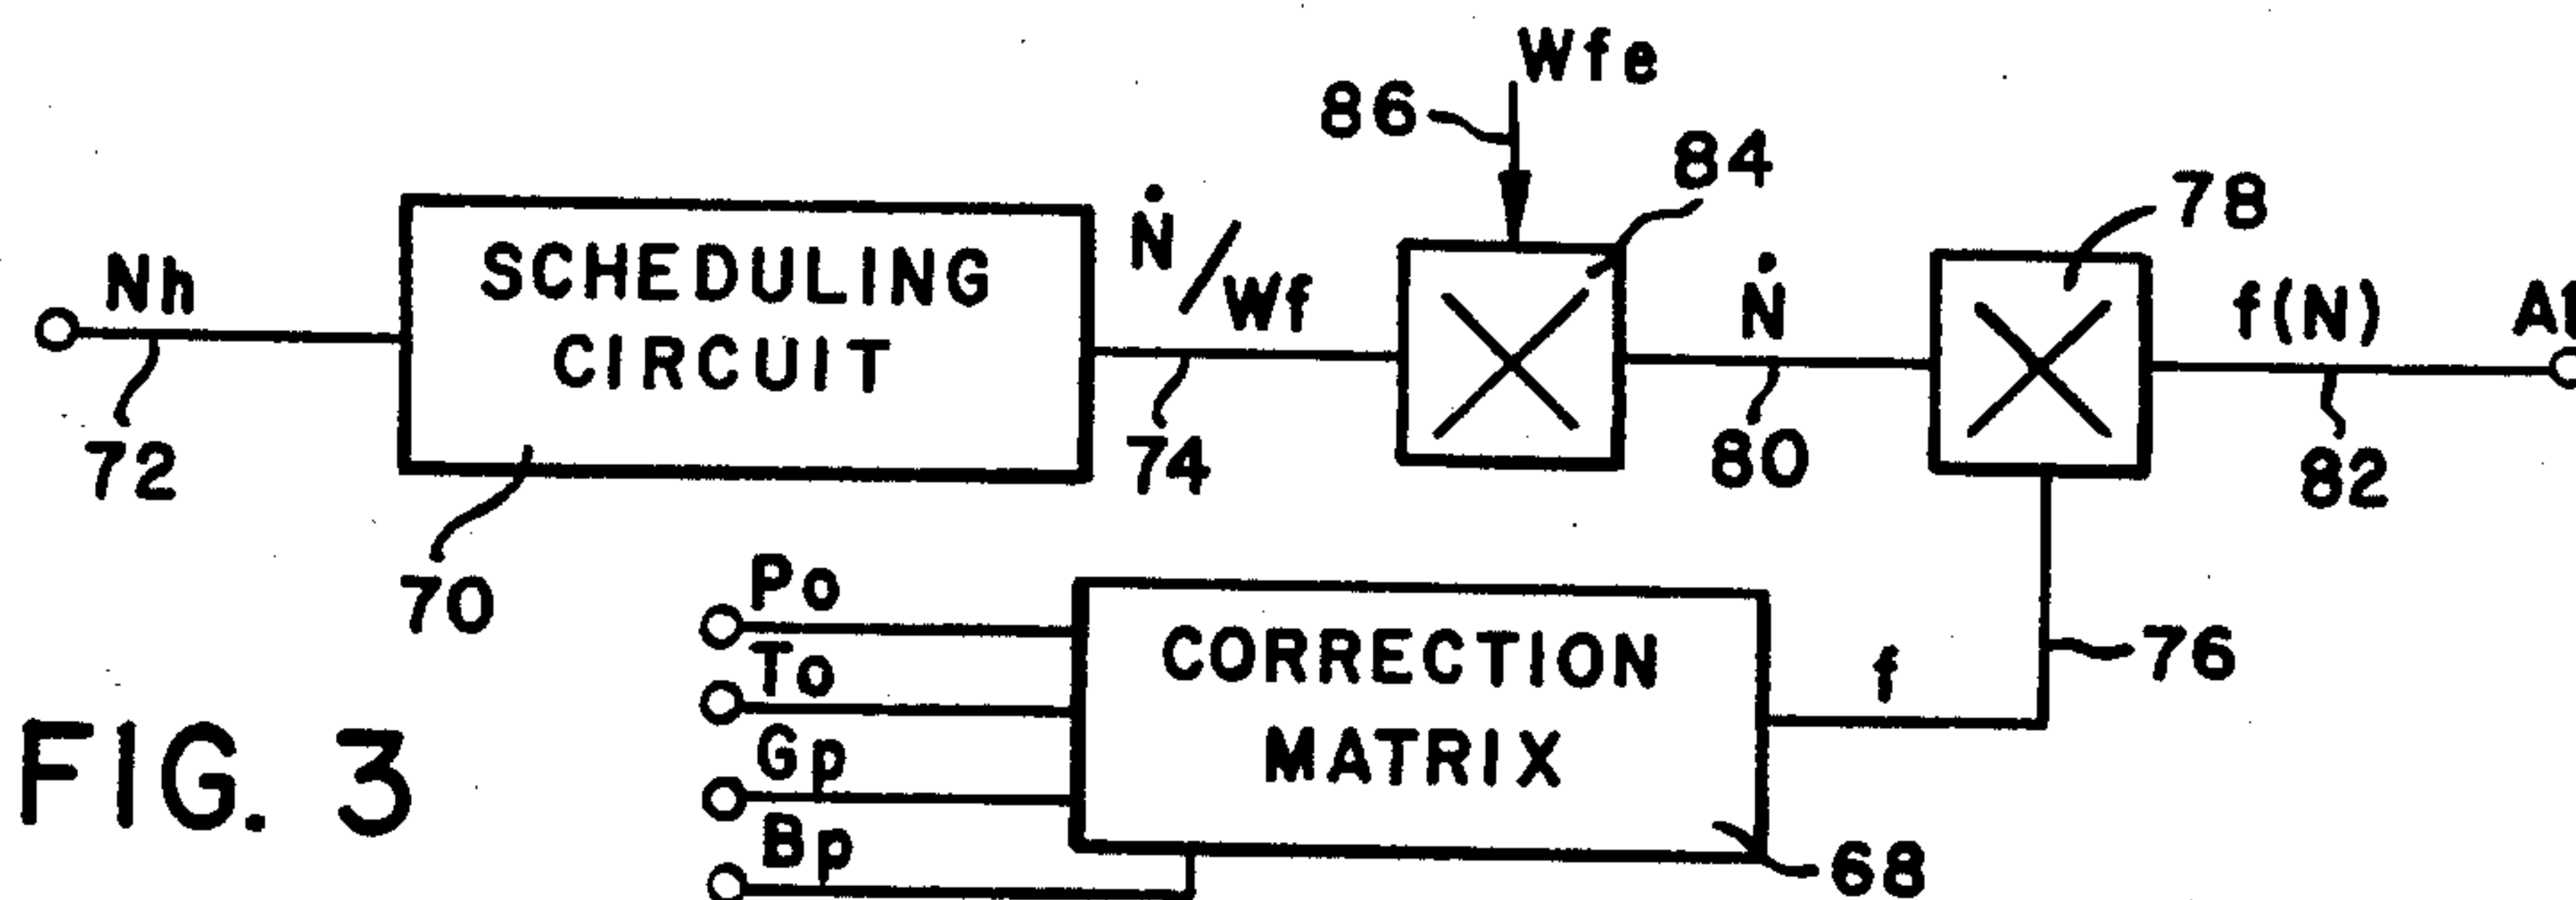 Wfe
86
84
78
Nh
SCHEDULING
CIRCUIT
Ṅ/Wf
Ṅ
f(N)
72
74
80
82
70
Po
To
Gp
Bp
CORRECTION
MATRIX
f
76
68
FIG. 3